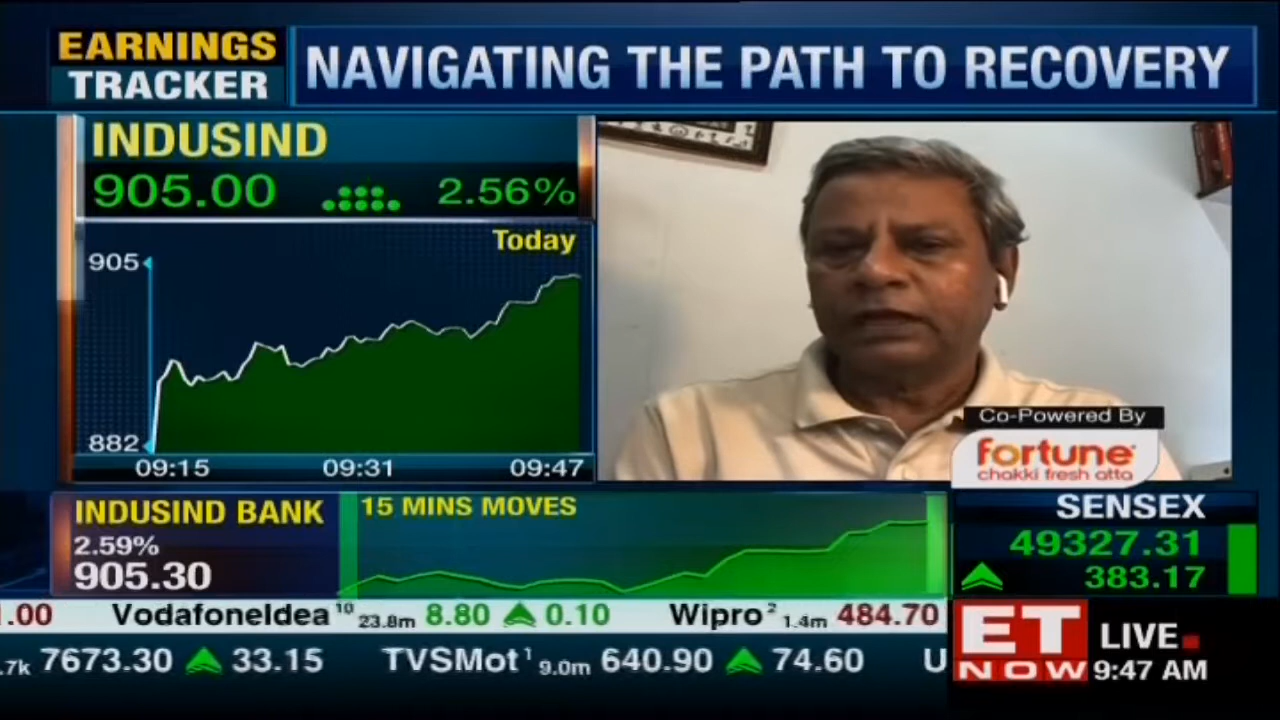 EARNINGS
TRACKER
NAVIGATING THE PATH TO RECOVERY
INDUSIND
905.00 2.56%
Today
905
882
09:15 09:31 09:47
Co-Powered By
fortune
chakki fresh atta
INDUSIND BANK
2.59%
905.30
15 MINS MOVES
SENSEX
49327.31
383.17
1.00 VodafoneIdea 10 23.8m 8.80 0.10 Wipro 2 1.4m 484.70
.7k 7673.30 33.15 TVSMot 1 9.0m 640.90 74.60 U
ET
NOW
LIVE
9:47 AM